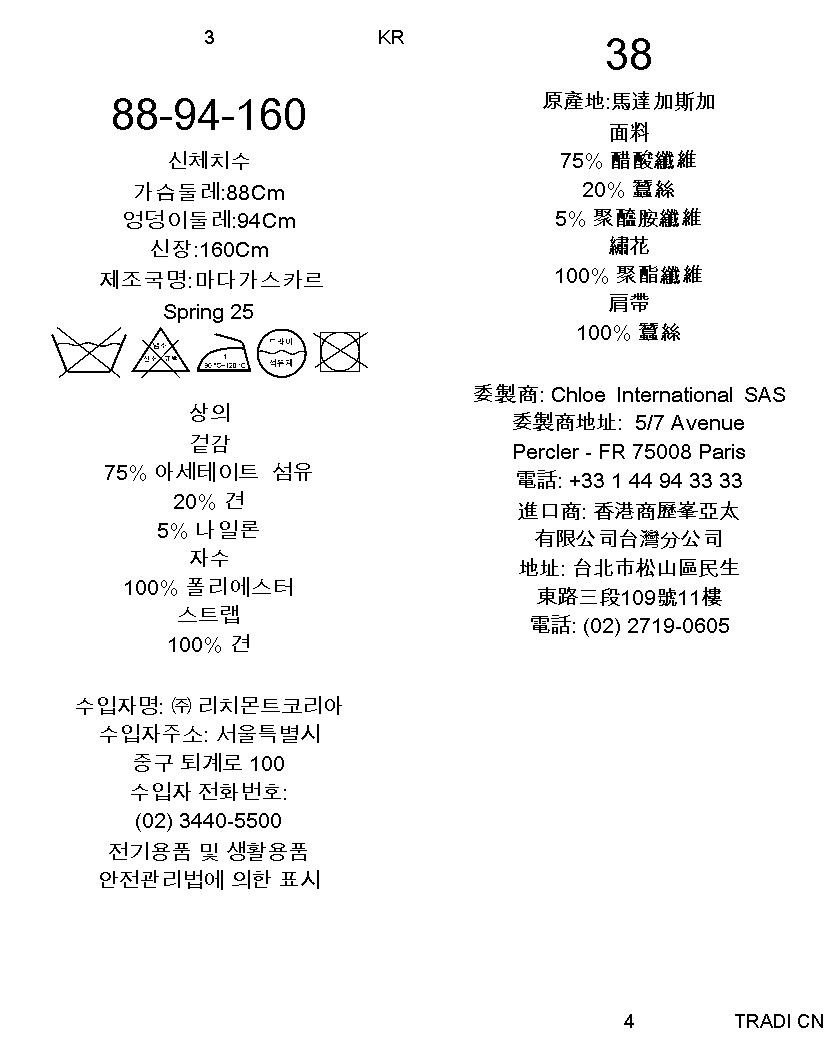 3
KR
88-94-160
신체치수
가슴둘레:88Cm
엉덩이둘레:94Cm
신장:160Cm
제조국명:마다가스카르
Spring 25
염소
산소 표백
1
80℃~120℃
드라이
석유계
상의
겉감
75% 아세테이트 섬유
20% 견
5% 나일론
자수
100% 폴리에스터
스트랩
100% 견
수입자명: ㈜ 리치몬트코리아
수입자주소: 서울특별시
중구 퇴계로 100
수입자 전화번호:
(02) 3440-5500
전기용품 및 생활용품
안전관리법에 의한 표시
38
原產地:馬達加斯加
面料
75% 醋酸纖維
20% 蠶絲
5% 聚醯胺纖維
繡花
100% 聚酯纖維
肩帶
100% 蠶絲
委製商: Chloe International SAS
委製商地址: 5/7 Avenue
Percier - FR 75008 Paris
電話: +33 1 44 94 33 33
進口商: 香港商歷峯亞太
有限公司台灣分公司
地址: 台北市松山區民生
東路三段109號11樓
電話: (02) 2719-0605
4
TRADI CN